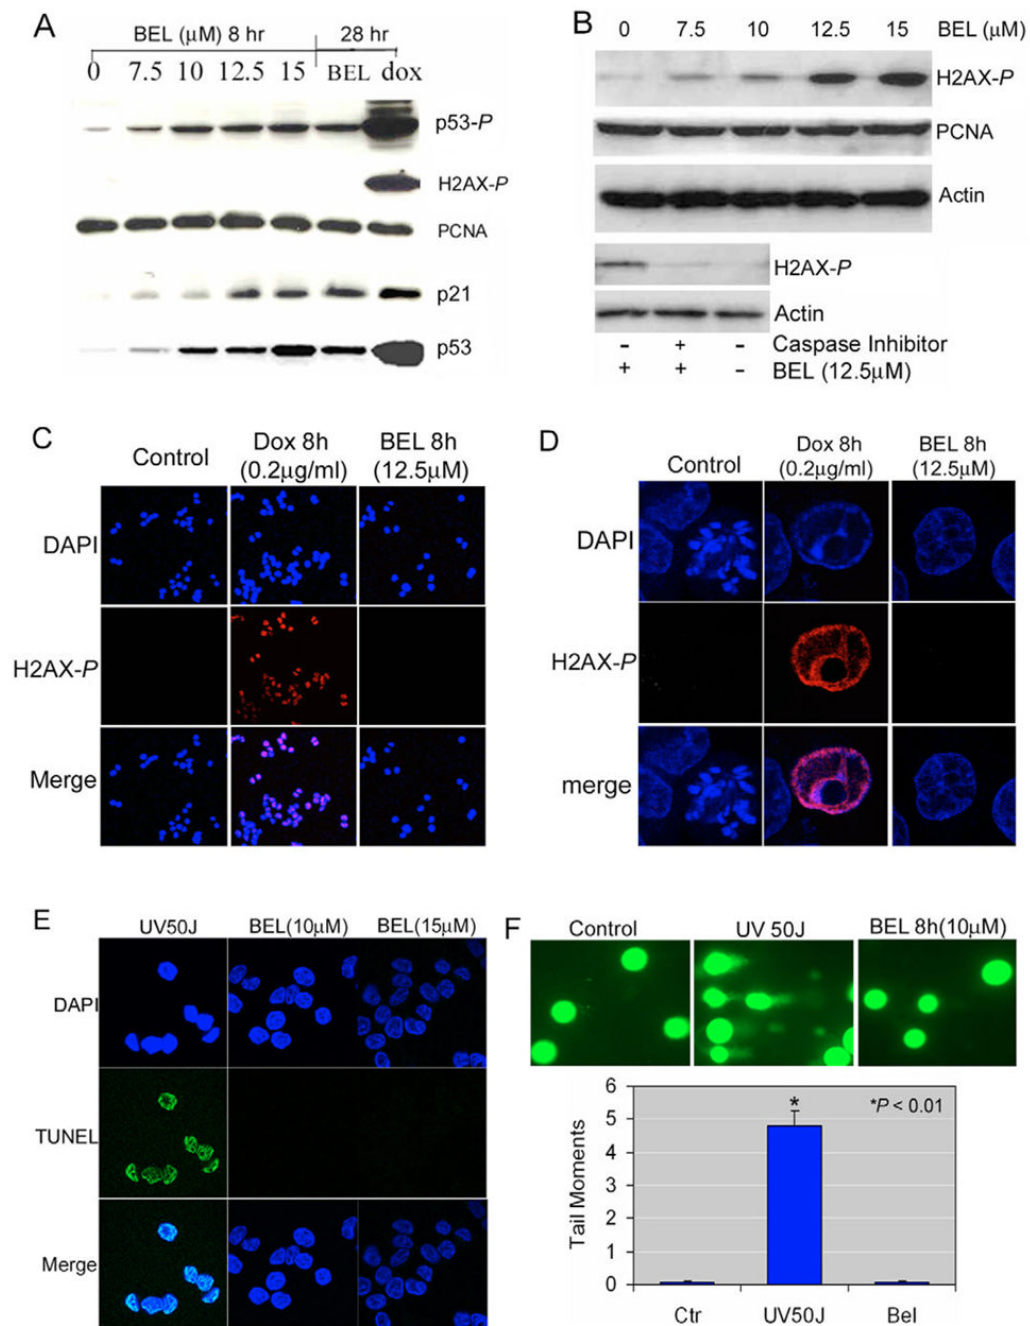 A
BEL (μM) 8 hr 28 hr
0 7.5 10 12.5 15 BEL dox
p53-P
H2AX-P
PCNA
p21
p53
B
0 7.5 10 12.5 15 BEL (μM)
H2AX-P
PCNA
Actin
H2AX-P
Actin
- + - Caspase Inhibitor
+ + - BEL (12.5μM)
C
Control Dox 8h (0.2μg/ml) BEL 8h (12.5μM)
DAPI
H2AX-P
Merge
D
Control Dox 8h (0.2μg/ml) BEL 8h (12.5μM)
DAPI
H2AX-P
merge
E
UV50J BEL(10μM) BEL(15μM)
DAPI
TUNEL
Merge
F
Control UV 50J BEL 8h(10μM)
6
5
4
3
2
1
0
Tail Moments
*
*P < 0.01
Ctr UV50J Bel